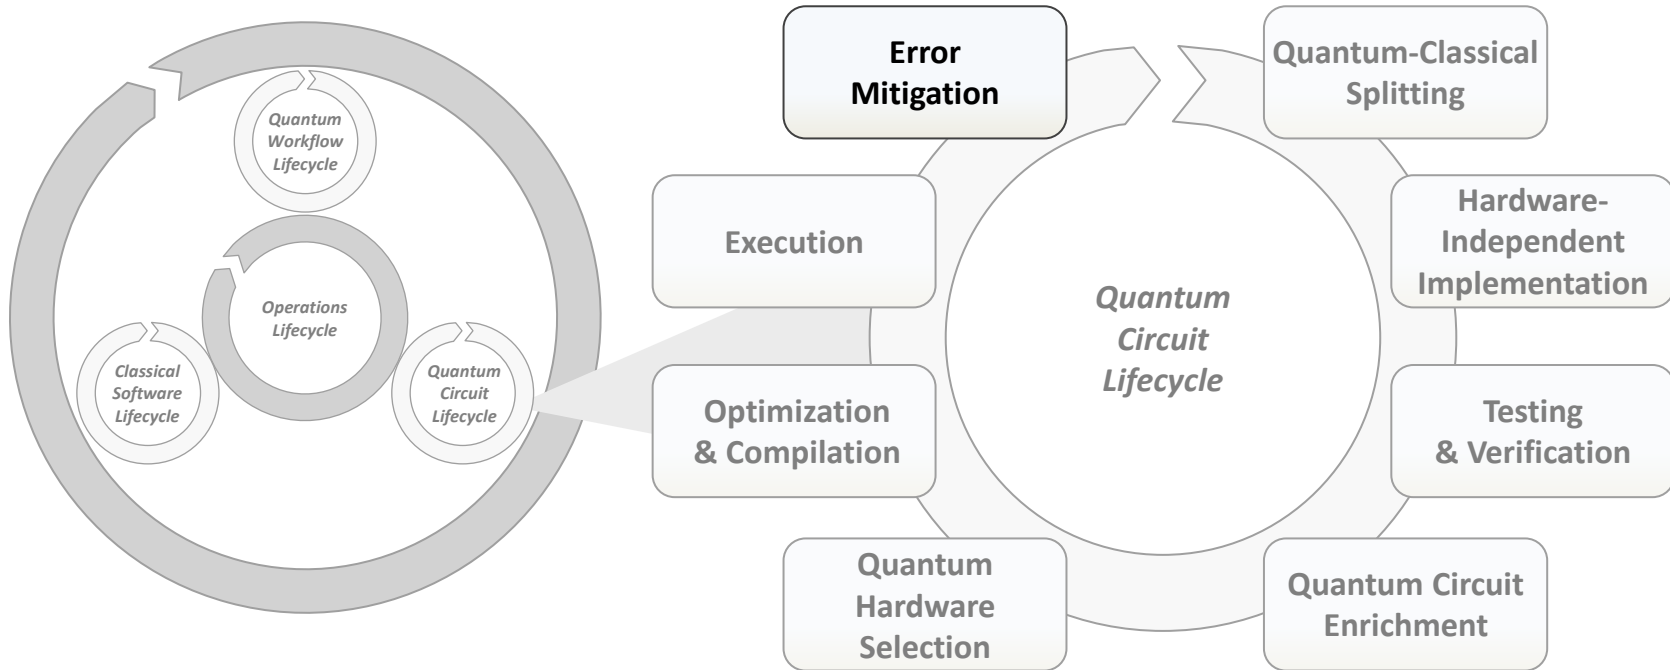 Quantum
Workflow
Lifecycle
Operations
Lifecycle
Classical
Software
Lifecycle
Quantum
Circuit
Lifecycle
Error
Mitigation
Quantum-Classical
Splitting
Execution
Hardware-
Independent
Implementation
Quantum
Circuit
Lifecycle
Optimization
& Compilation
Testing
& Verification
Quantum
Hardware
Selection
Quantum Circuit
Enrichment